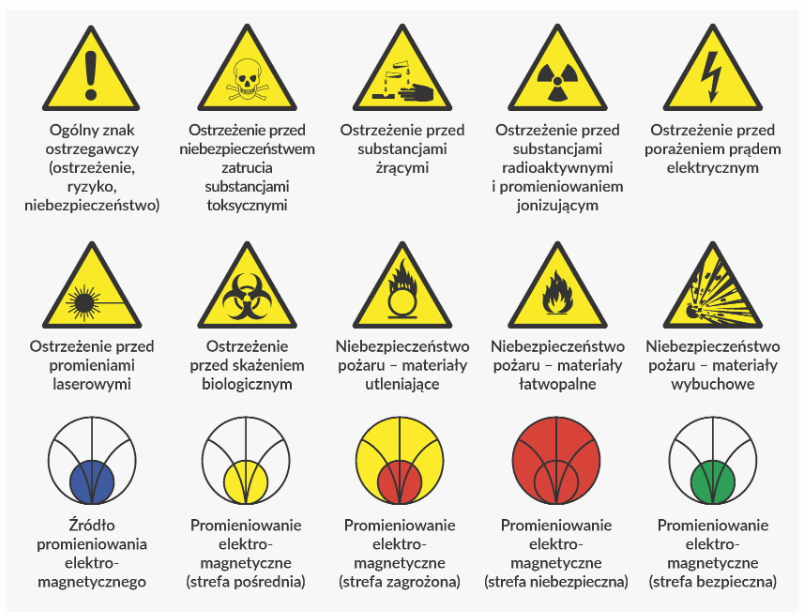 Ogólny znak
ostrzegawczy
(ostrzeżenie,
ryzyko,
niebezpieczeństwo)
Ostrzeżenie przed
niebezpieczeństwem
zatrucia
substancjami
toksycznymi
Ostrzeżenie przed
substancjami
żrącymi
Ostrzeżenie przed
substancjami
radioaktywnymi
i promieniowaniem
jonizującym
Ostrzeżenie przed
porażeniem prądem
elektrycznym
Ostrzeżenie przed
promieniami
laserowymi
Ostrzeżenie
przed skażeniem
biologicznym
Niebezpieczeństwo
pożaru – materiały
utleniające
Niebezpieczeństwo
pożaru – materiały
łatwopalne
Niebezpieczeństwo
pożaru – materiały
wybuchowe
Źródło
promieniowania
elektro-
magnetycznego
Promieniowanie
elektro-
magnetyczne
(strefa pośrednia)
Promieniowanie
elektro-
magnetyczne
(strefa zagrożona)
Promieniowanie
elektro-
magnetyczne
(strefa niebezpieczna)
Promieniowanie
elektro-
magnetyczne
(strefa bezpieczna)